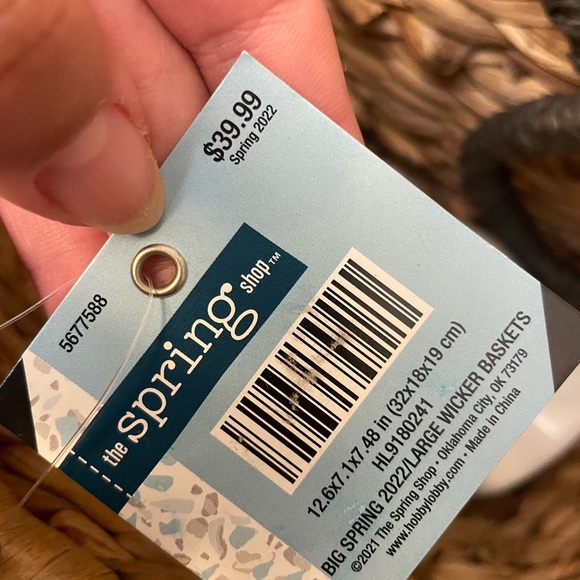 $39.99
Spring 2022
5677588
the spring shop™
12.6x7.1x7.48 in (32x18x19 cm)
HL9180241
BIG SPRING 2022/LARGE WICKER BASKETS
©2021 The Spring Shop • Oklahoma City, OK 73179
www.hobbylobby.com • Made in China